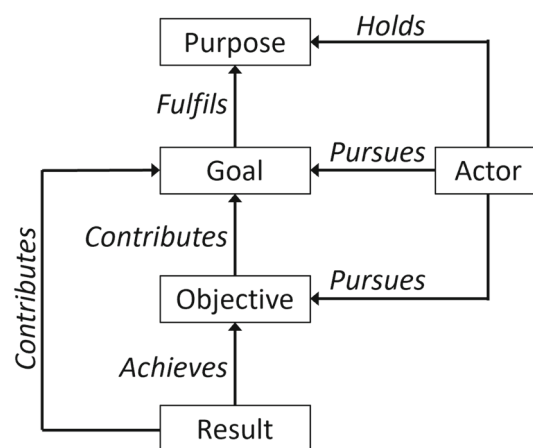 Purpose
Holds
Fulfils
Goal
Pursues
Actor
Contributes
Contributes
Objective
Pursues
Achieves
Result